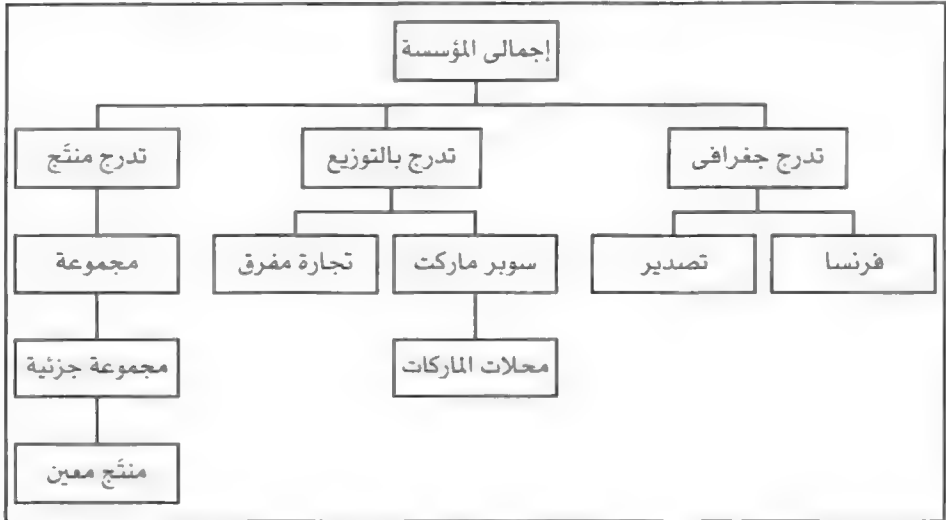 إجمالى المؤسسة
تدرج جغرافى
تدرج بالتوزيع
تدرج منتَج
فرنسا
تصدير
سوبر ماركت
تجارة مفرق
مجموعة
محلات الماركات
مجموعة جزئية
منتَج معين